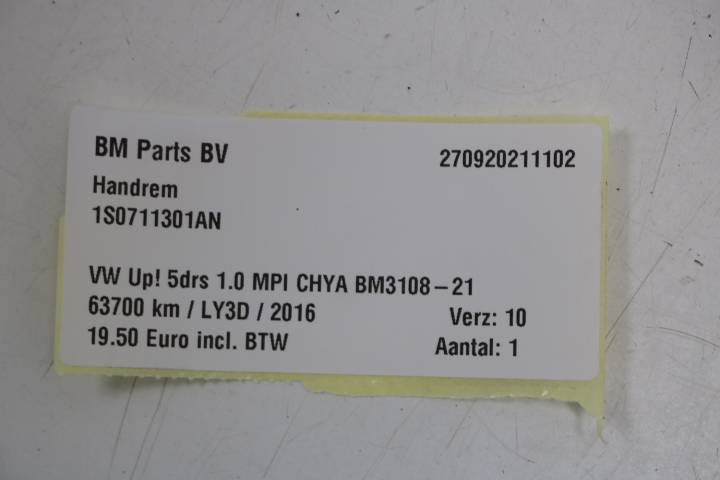 BM Parts BV 270920211102
Handrem
1S0711301AN
VW Up! 5drs 1.0 MPI CHYA BM3108-21
63700 km / LY3D / 2016 Verz: 10
19.50 Euro incl. BTW Aantal: 1